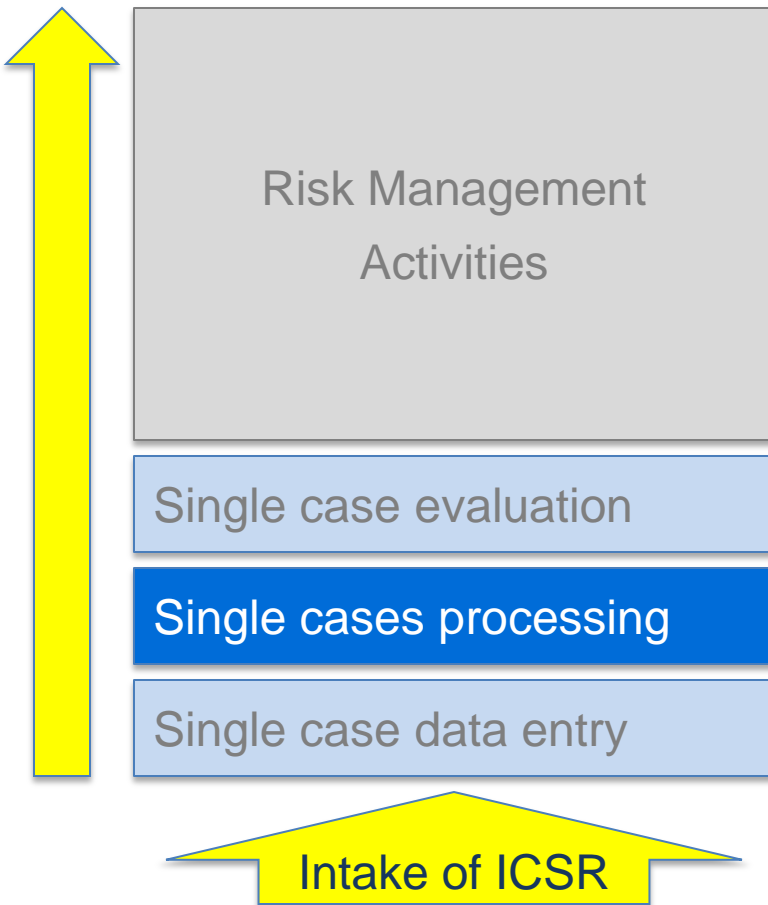 Risk Management
Activities
Single case evaluation
Single cases processing
Single case data entry
Intake of ICSR